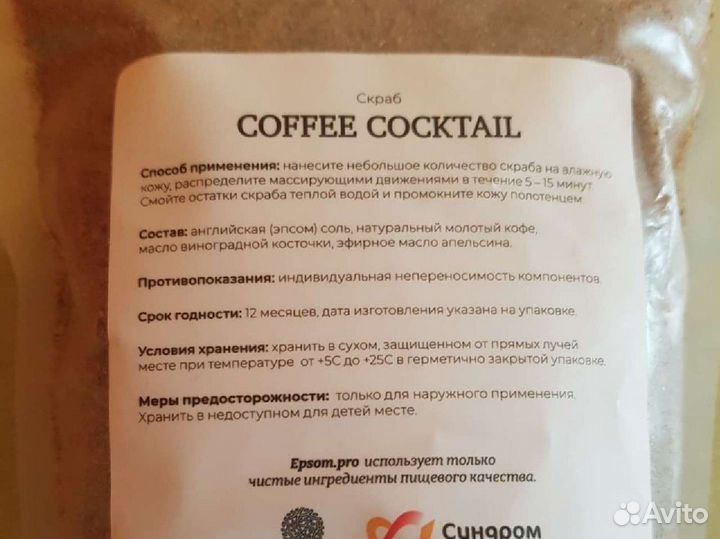 Скраб
COFFEE COCKTAIL
Способ применения: нанесите небольшое количество скраба на влажную
кожу, распределите массирующими движениями в течение 5–15 минут.
Смойте остатки скраба теплой водой и промокните кожу полотенцем
Состав: английская (эпсом) соль, натуральный молотый кофе,
масло виноградной косточки, эфирное масло апельсина.
Противопоказания: индивидуальная непереносимость компонентов.
Срок годности: 12 месяцев, дата изготовления указана на упаковке.
Условия хранения: хранить в сухом, защищенном от прямых лучей
месте при температуре от +5С до +25С в герметично закрытой упаковке.
Меры предосторожности: только для наружного применения.
Хранить в недоступном для детей месте.
Epsom.pro использует только
чистые ингредиенты пищевого качества.
Синдром
Avito